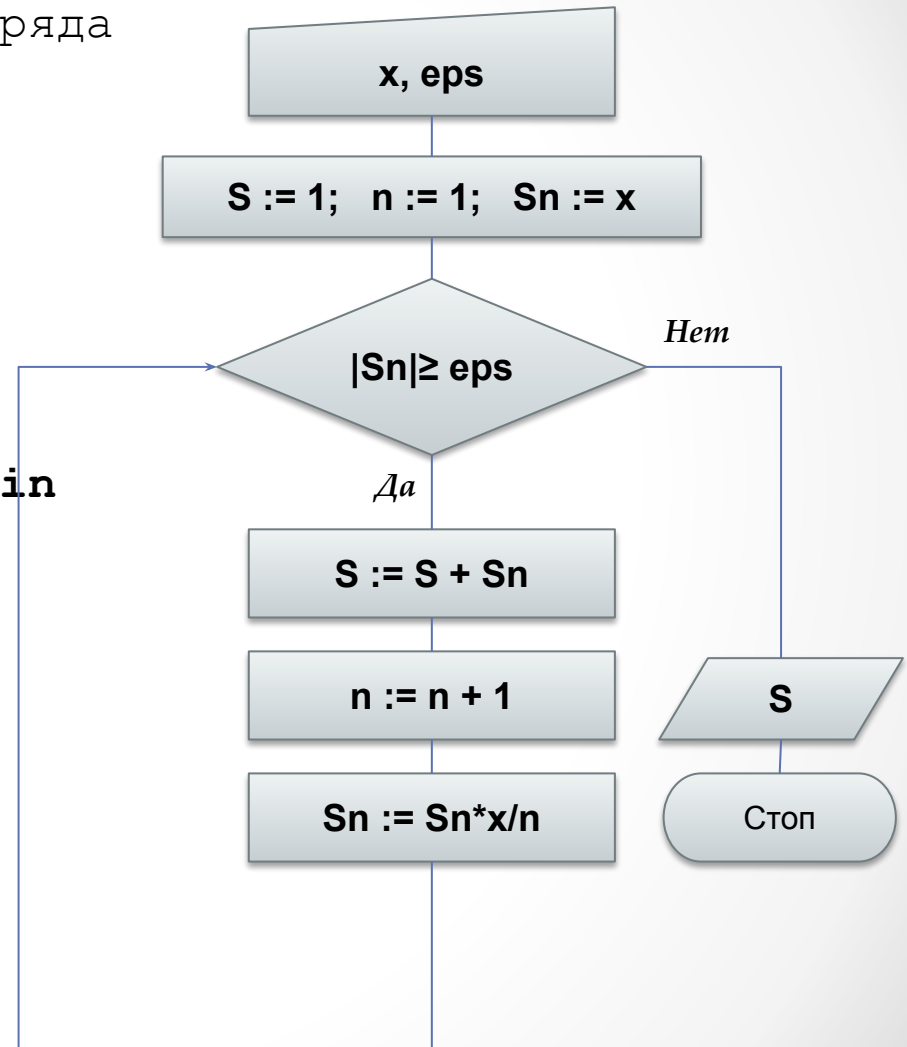 ряда
x, eps
S := 1; n := 1; Sn := x
|Sn|≥ eps
Нет
in
Да
S := S + Sn
n := n + 1
S
Sn := Sn*x/n
Стоп